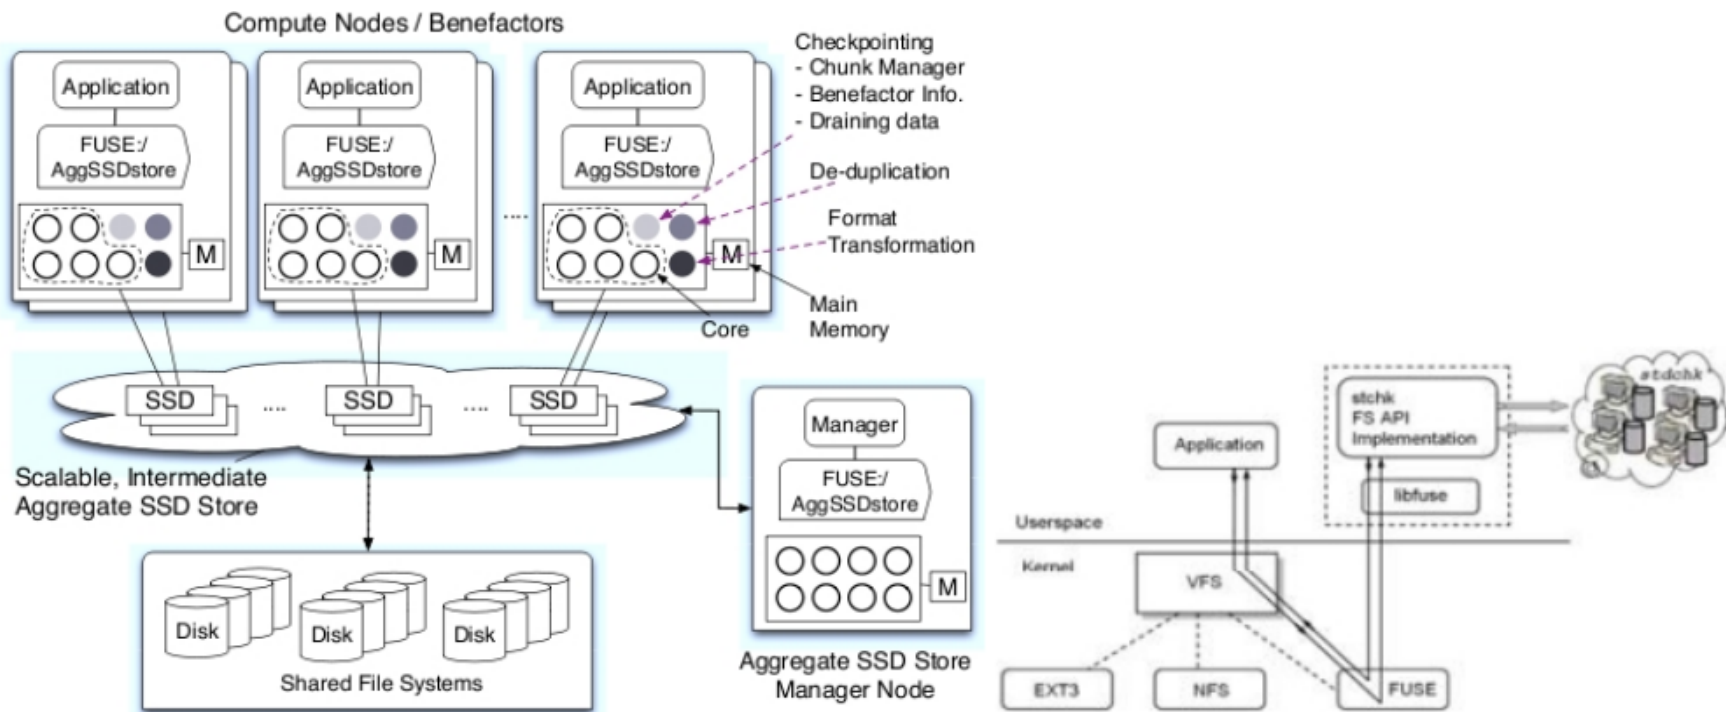 Compute Nodes / Benefactors
Application
FUSE:/
AggSSDstore
M
Application
FUSE:/
AggSSDstore
M
....
Application
FUSE:/
AggSSDstore
M
Checkpointing
- Chunk Manager
- Benefactor Info.
- Draining data
De-duplication
Format
Transformation
Main
Memory
Core
SSD
....
SSD
....
SSD
Scalable, Intermediate
Aggregate SSD Store
Disk
Disk
Disk
Shared File Systems
Manager
FUSE:/
AggSSDstore
M
Aggregate SSD Store
Manager Node
Application
stchk
FS API
Implementation
libfuse
stdchk
Userspace
Kernel
VFS
EXT3
NFS
FUSE